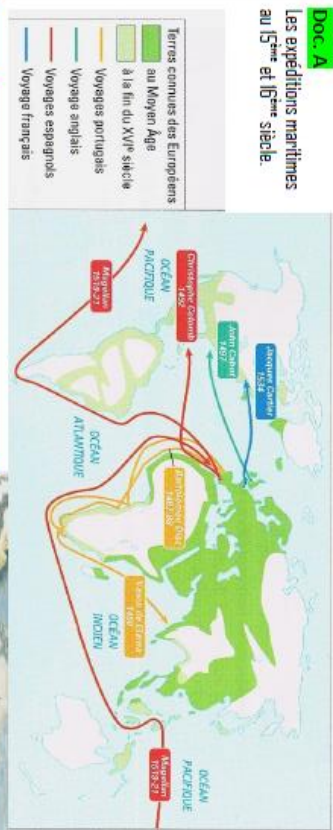 Doc. A
Les expéditions maritimes
au 15ème et 16ème siècle.
Terres connues des Européens
au Moyen Âge
à la fin du XVIe siècle
Voyages portugais
Voyage anglais
Voyages espagnols
Voyage français
Jacques Cartier
1534
John Cabot
1497
Christophe Colomb
1492
Bartolomeo Diaz
1487-88
Vasco de Gama
1498
Magellan
1519-21
OCÉAN
PACIFIQUE
OCÉAN
ATLANTIQUE
OCÉAN
INDIEN
Magellan
1519-21
OCÉAN
PACIFIQUE